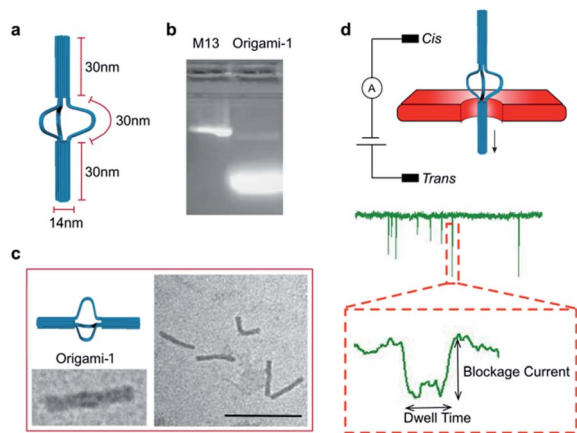 a
30nm
30nm
30nm
14nm
b
M13 Origami-1
c
Origami-1
d
Cis
A
Trans
Blockage Current
Dwell Time